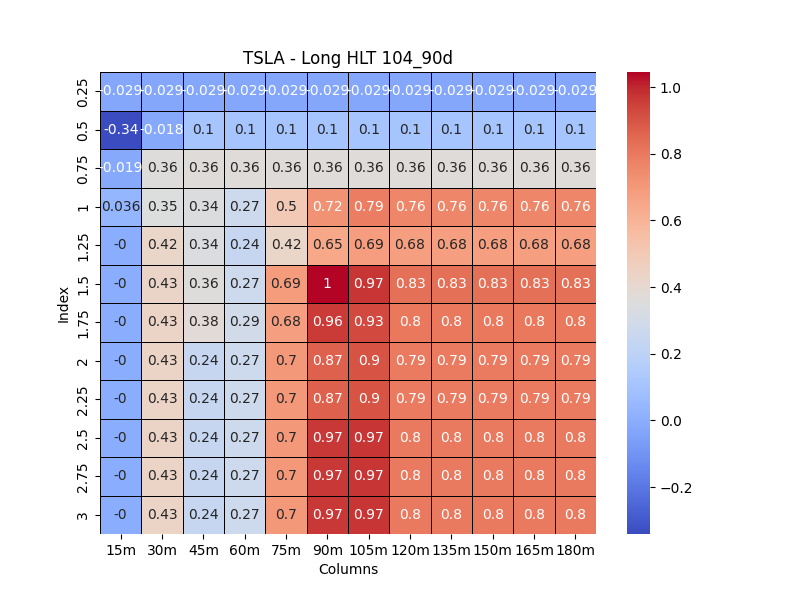 TSLA - Long HLT 104_90d
0.25 -0.029 -0.029 -0.029 -0.029 -0.029 -0.029 -0.029 -0.029 -0.029 -0.029 -0.029 -0.029
0.5 -0.34 -0.018 0.1 0.1 0.1 0.1 0.1 0.1 0.1 0.1 0.1 0.1
0.75 -0.019 0.36 0.36 0.36 0.36 0.36 0.36 0.36 0.36 0.36 0.36 0.36
1 0.036 0.35 0.34 0.27 0.5 0.72 0.79 0.76 0.76 0.76 0.76 0.76
1.25 -0 0.42 0.34 0.24 0.42 0.65 0.69 0.68 0.68 0.68 0.68 0.68
1.5 -0 0.43 0.36 0.27 0.69 1 0.97 0.83 0.83 0.83 0.83 0.83
1.75 -0 0.43 0.38 0.29 0.68 0.96 0.93 0.8 0.8 0.8 0.8 0.8
2 -0 0.43 0.24 0.27 0.7 0.87 0.9 0.79 0.79 0.79 0.79 0.79
2.25 -0 0.43 0.24 0.27 0.7 0.87 0.9 0.79 0.79 0.79 0.79 0.79
2.5 -0 0.43 0.24 0.27 0.7 0.97 0.97 0.8 0.8 0.8 0.8 0.8
2.75 -0 0.43 0.24 0.27 0.7 0.97 0.97 0.8 0.8 0.8 0.8 0.8
3 -0 0.43 0.24 0.27 0.7 0.97 0.97 0.8 0.8 0.8 0.8 0.8
15m 30m 45m 60m 75m 90m 105m 120m 135m 150m 165m 180m
Columns
Index
1.0
0.8
0.6
0.4
0.2
0.0
−0.2